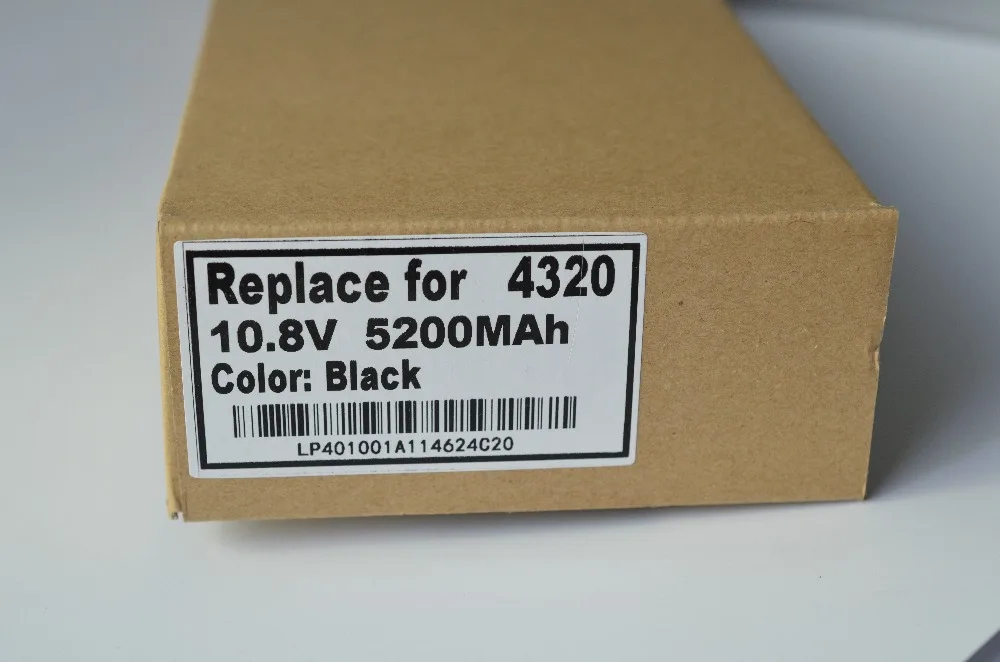 Replace for 4320
10.8V 5200MAh
Color: Black
LP401001A114624C20